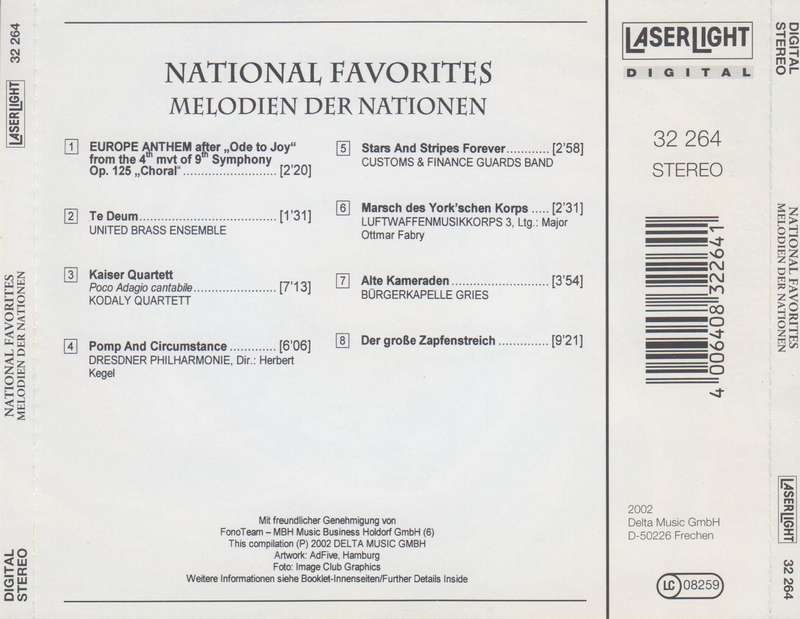 NATIONAL FAVORITES
MELODIEN DER NATIONEN
1 EUROPE ANTHEM after „Ode to Joy“
from the 4th mvt of 9th Symphony
Op. 125 „Choral“ ............................ [2'20]
2 Te Deum .......................................... [1'31]
UNITED BRASS ENSEMBLE
3 Kaiser Quartett
Poco Adagio cantabile ......................... [7'13]
KODALY QUARTETT
4 Pomp And Circumstance ............... [6'06]
DRESDNER PHILHARMONIE, Dir.: Herbert
Kegel
5 Stars And Stripes Forever ............. [2'58]
CUSTOMS & FINANCE GUARDS BAND
6 Marsch des York'schen Korps ..... [2'31]
LUFTWAFFENMUSIKKORPS 3, Ltg.: Major
Ottmar Fabry
7 Alte Kameraden .............................. [3'54]
BÜRGERKAPELLE GRIES
8 Der große Zapfenstreich ............... [9'21]
Mit freundlicher Genehmigung von
FonoTeam – MBH Music Business Holdorf GmbH (6)
This compilation (P) 2002 DELTA MUSIC GMBH
Artwork: AdFive, Hamburg
Foto: Image Club Graphics
Weitere Informationen siehe Booklet-Innenseiten/Further Details Inside
LASERLIGHT
DIGITAL
32 264
STEREO
4 006408 322641
2002
Delta Music GmbH
D-50226 Frechen
LC 08259
DIGITAL
STEREO
NATIONAL FAVORITES
MELODIEN DER NATIONEN
LASERLIGHT
32 264
DIGITAL
STEREO
NATIONAL FAVORITES
MELODIEN DER NATIONEN
LASERLIGHT
32 264